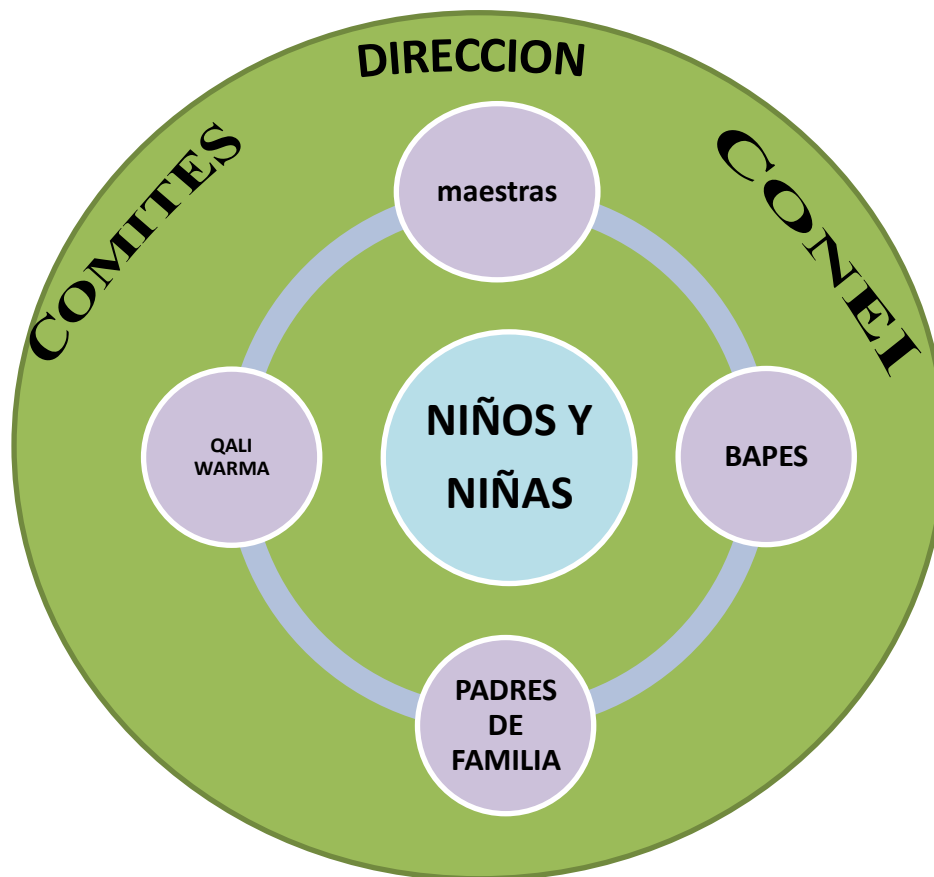 DIRECCION
COMITES
CONEI
maestras
QALI
WARMA
NIÑOS Y
NIÑAS
BAPES
PADRES
DE
FAMILIA